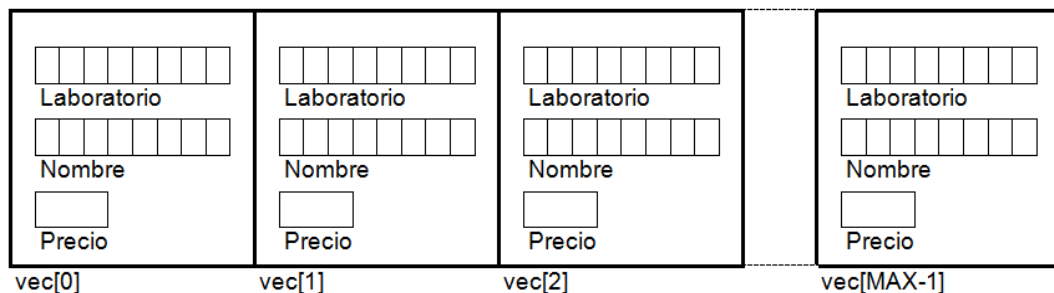 Laboratorio Laboratorio Laboratorio Laboratorio
Nombre Nombre Nombre Nombre
Precio Precio Precio Precio
vec[0] vec[1] vec[2] vec[MAX-1]